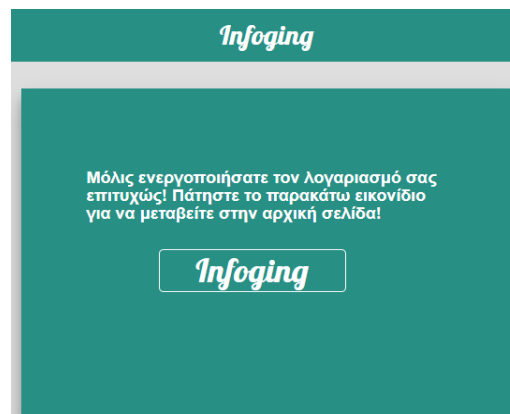 Infoging
Μόλις ενεργοποιήσατε τον λογαριασμό σας
επιτυχώς! Πάτηστε το παρακάτω εικονίδιο
για να μεταβείτε στην αρχική σελίδα!
Infoging